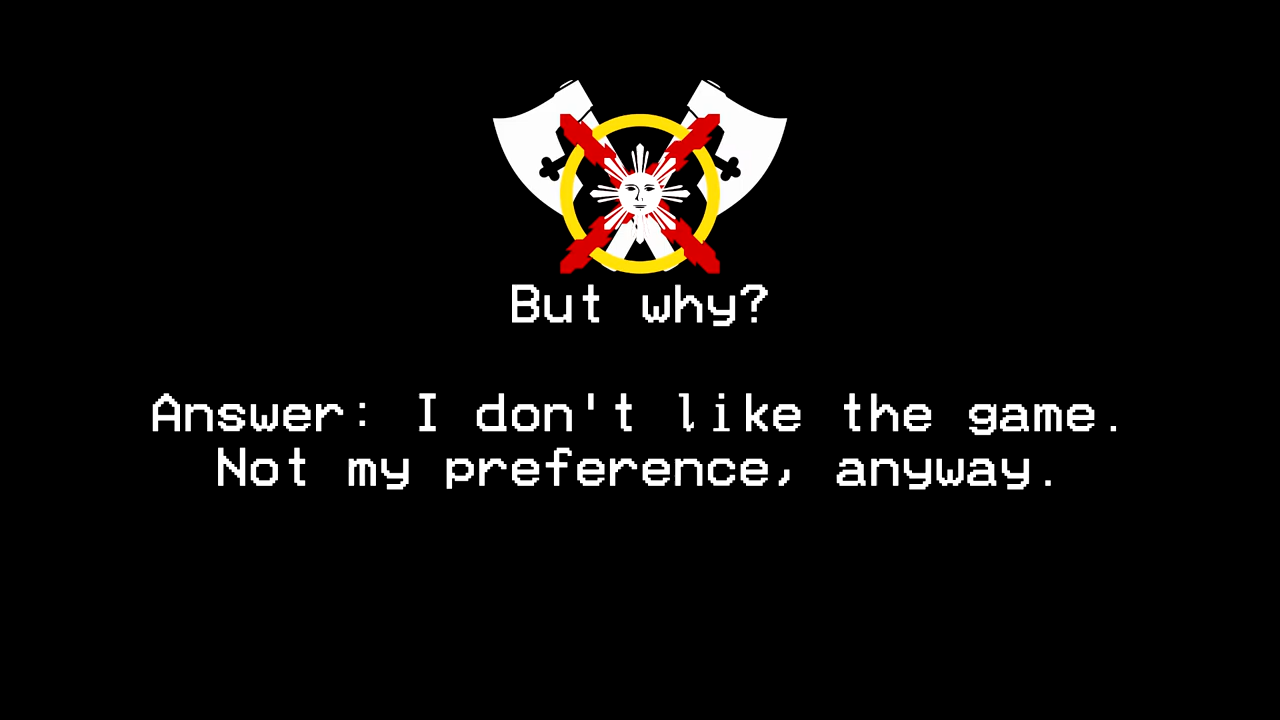 But why?
Answer: I don't like the game.
Not my preference, anyway.